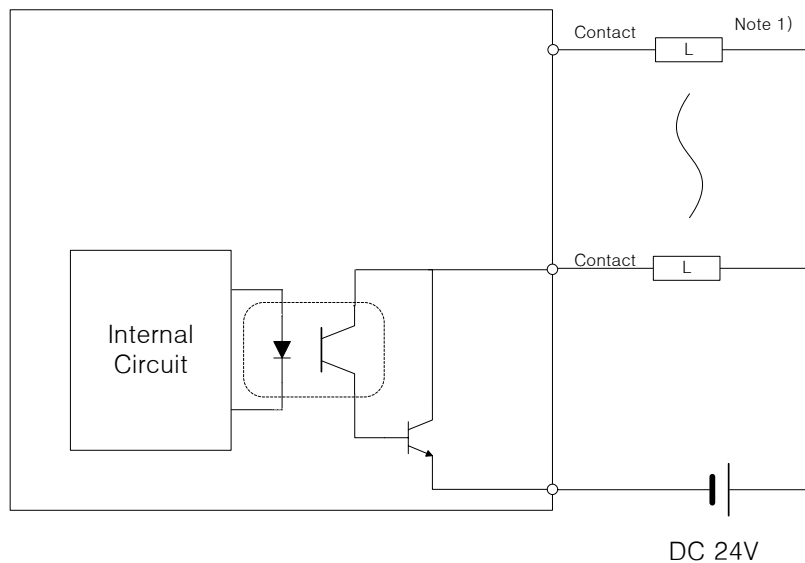 Contact
L
Note 1)
Contact
L
Internal
Circuit
DC 24V